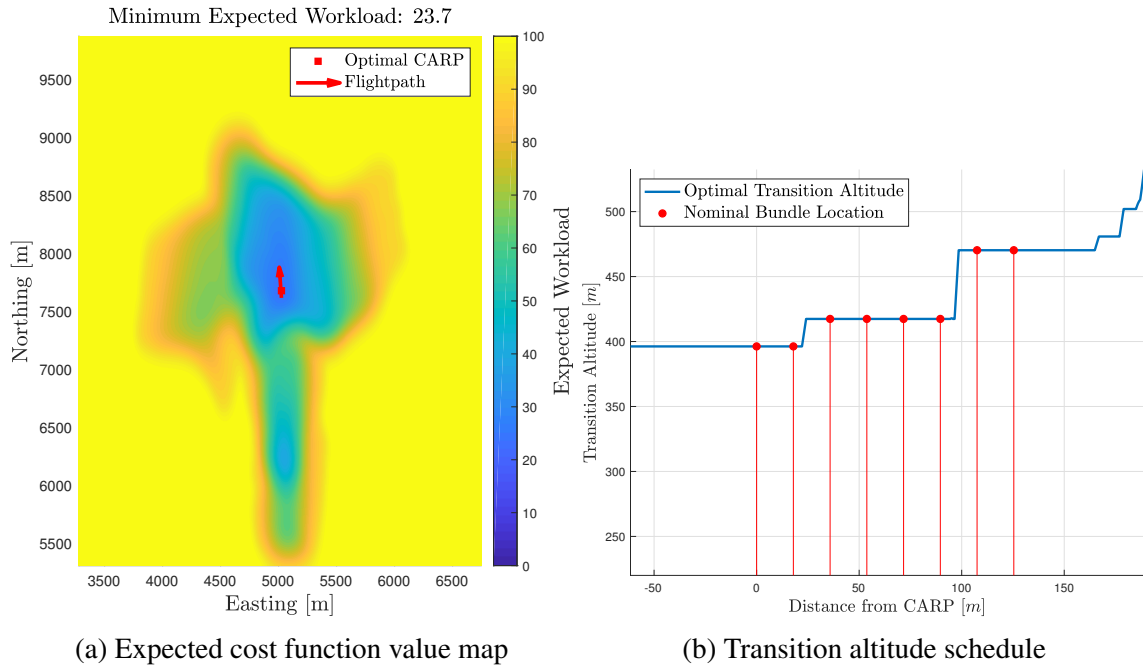 Minimum Expected Workload: 23.7
Optimal CARP
Flightpath
9500
9000
8500
8000
7500
7000
6500
6000
5500
Northing [m]
3500 4000 4500 5000 5500 6000 6500
Easting [m]
100
90
80
70
60
50
40
30
20
10
0
Expected Workload
(a) Expected cost function value map
Optimal Transition Altitude
Nominal Bundle Location
500
450
400
350
300
250
Transition Altitude [m]
-50 0 50 100 150
Distance from CARP [m]
(b) Transition altitude schedule